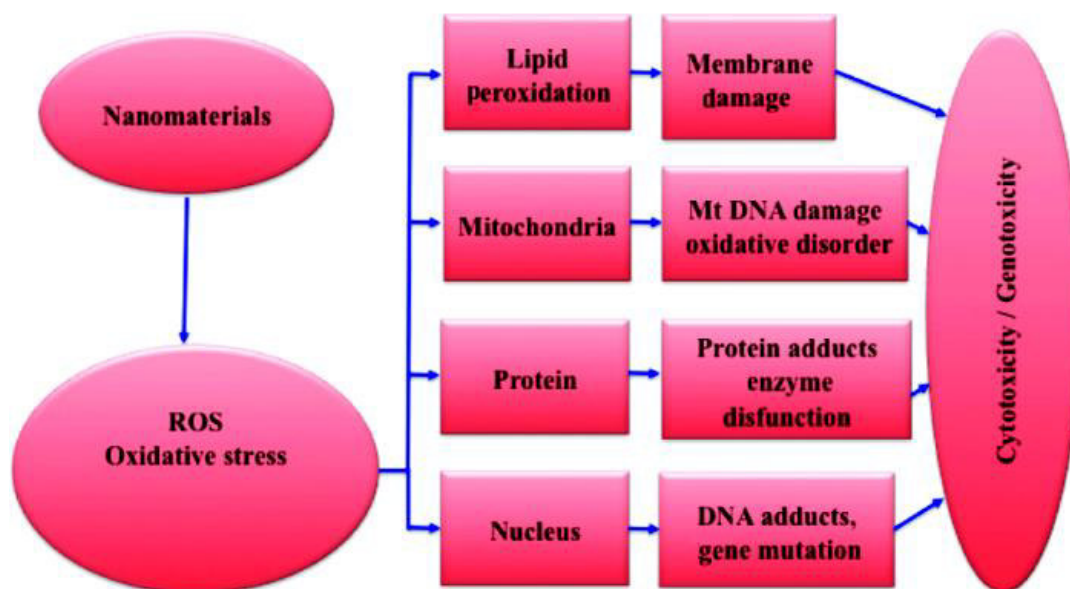 Nanomaterials
ROS
Oxidative stress
Lipid
peroxidation
Membrane
damage
Mitochondria
Mt DNA damage
oxidative disorder
Protein
Protein adducts
enzyme
disfunction
Nucleus
DNA adducts,
gene mutation
Cytotoxicity / Genotoxicity